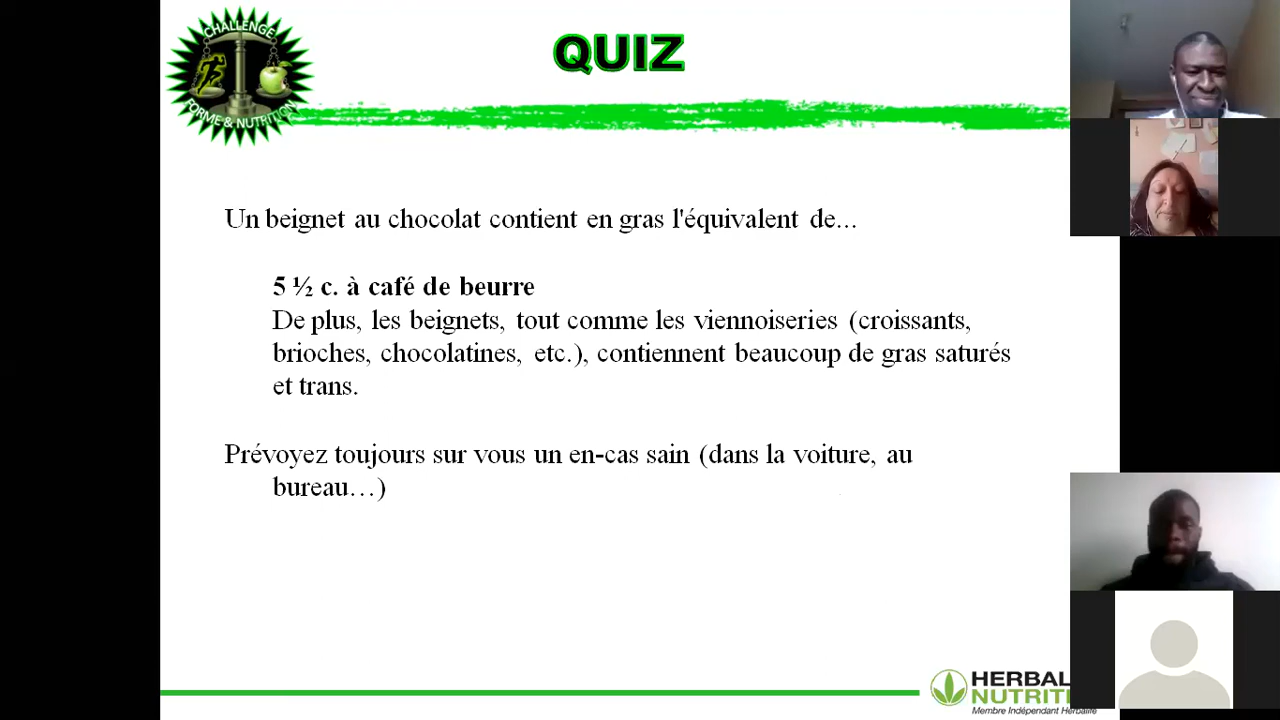 CHALLENGE
FORME & NUTRITION
QUIZ
Un beignet au chocolat contient en gras l'équivalent de...
5 ½ c. à café de beurre
De plus, les beignets, tout comme les viennoiseries (croissants,
brioches, chocolatines, etc.), contiennent beaucoup de gras saturés
et trans.
Prévoyez toujours sur vous un en-cas sain (dans la voiture, au
bureau…)
HERBAL
NUTRITI
Membre Indépendant Herbalife